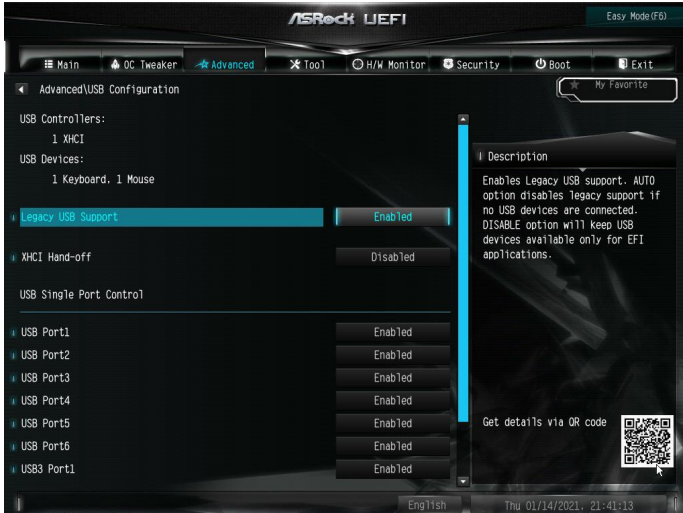 ASRock UEFI
Easy Mode(F6)
Main
OC Tweaker
Advanced
Tool
H/W Monitor
Security
Boot
Exit
Advanced\USB Configuration
My Favorite
USB Controllers:
1 XHCI
USB Devices:
1 Keyboard, 1 Mouse
Legacy USB Support Enabled
XHCI Hand-off Disabled
USB Single Port Control
USB Port1 Enabled
USB Port2 Enabled
USB Port3 Enabled
USB Port4 Enabled
USB Port5 Enabled
USB Port6 Enabled
USB3 Port1 Enabled
Description
Enables Legacy USB support. AUTO
option disables legacy support if
no USB devices are connected.
DISABLE option will keep USB
devices available only for EFI
applications.
Get details via QR code
English
Thu 01/14/2021, 21:41:13